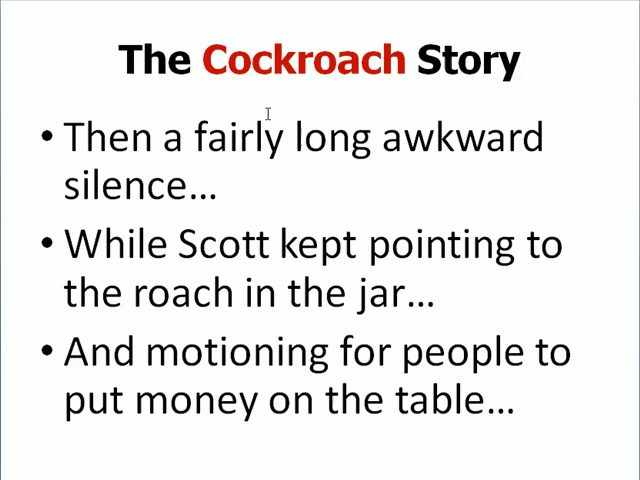 The Cockroach Story
• Then a fairly long awkward
silence…
• While Scott kept pointing to
the roach in the jar…
• And motioning for people to
put money on the table…